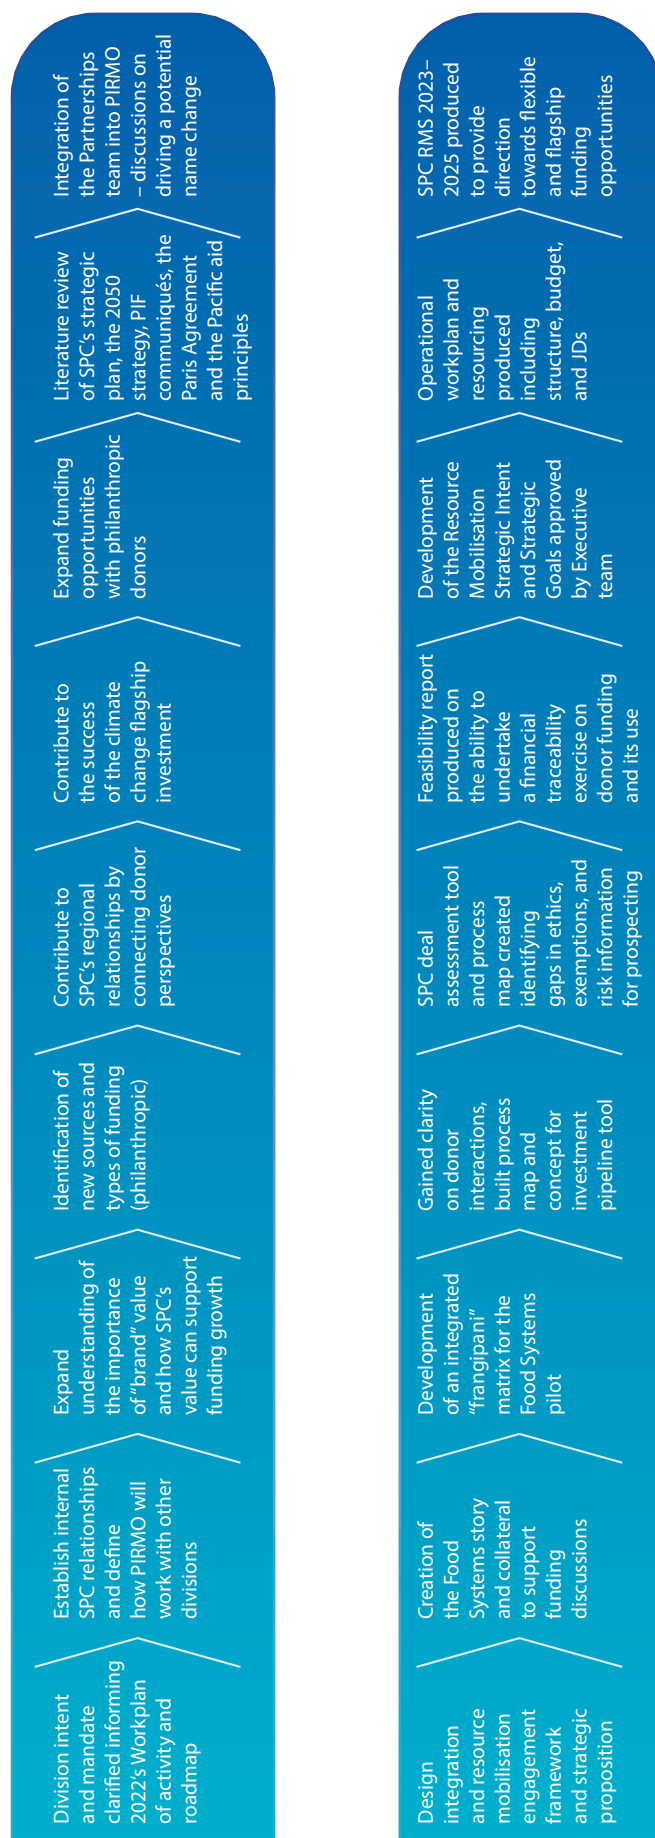 Division intent
and mandate
clarified informing
2022's Workplan
of activity and
roadmap
Establish internal
SPC relationships
and define
how PIRMO will
work with other
divisions
Expand
understanding of
the importance
of “brand” value
and how SPC's
value can support
funding growth
Identification of
new sources and
types of funding
(philanthropic)
Contribute to
SPC's regional
relationships by
connecting donor
perspectives
Contribute to
the success
of the climate
change flagship
investment
Expand funding
opportunities
with philanthropic
donors
Literature review
of SPC's strategic
plan, the 2050
strategy, PIF
communiqués, the
Paris Agreement
and the Pacific aid
principles
Integration of
the Partnerships
team into PIRMO
– discussions on
driving a potential
name change
Design
integration
and resource
mobilisation
engagement
framework
and strategic
proposition
Creation of
the Food
Systems story
and collateral
to support
funding
discussions
Development
of an integrated
“frangipani”
matrix for the
Food Systems
pilot
Gained clarity
on donor
interactions,
built process
map and
concept for
investment
pipeline tool
SPC deal
assessment tool
and process
map created
identifying
gaps in ethics,
exemptions, and
risk information
for prospecting
Feasibility report
produced on
the ability to
undertake
a financial
traceability
exercise on
donor funding
and its use
Development
of the Resource
Mobilisation
Strategic Intent
and Strategic
Goals approved
by Executive
team
Operational
workplan and
resourcing
produced
including
structure, budget,
and JDs
SPC RMS 2023–
2025 produced
to provide
direction
towards flexible
and flagship
funding
opportunities